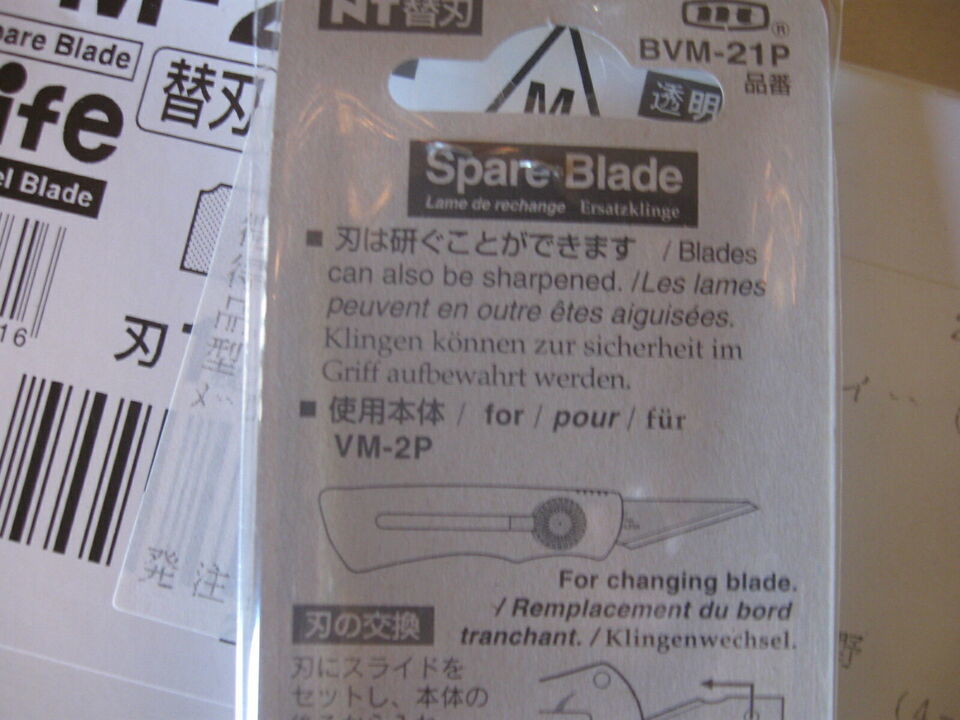 NT替刃
BVM-21P
品番
M
透明
Spare Blade
Lame de rechange Ersatzklinge
■ 刃は研ぐことができます / Blades
can also be sharpened. /Les lames
peuvent en outre êtes aiguisées.
Klingen können zur sicherheit im
Griff aufbewahrt werden.
■ 使用本体 / for / pour / für
VM-2P
For changing blade.
/ Remplacement du bord
tranchant. / Klingenwechsel.
刃の交換
刃にスライドを
セットし、本体の
Spare Blade
替刃
ife
el Blade
16
刃
型
発注
野